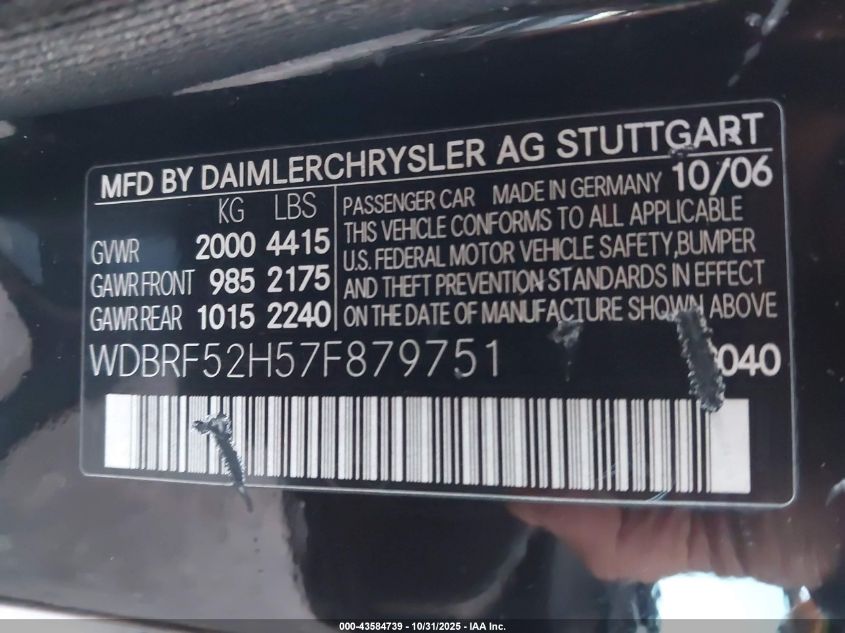 MFD BY DAIMLERCHRYSLER AG STUTTGART
KG LBS
GVWR 2000 4415
GAWR FRONT 985 2175
GAWR REAR 1015 2240
PASSENGER CAR MADE IN GERMANY 10/06
THIS VEHICLE CONFORMS TO ALL APPLICABLE
U.S. FEDERAL MOTOR VEHICLE SAFETY, BUMPER
AND THEFT PREVENTION STANDARDS IN EFFECT
ON THE DATE OF MANUFACTURE SHOWN ABOVE
WDBRF52H57F879751 040
000-43584739 - 10/31/2025 - IAA Inc.